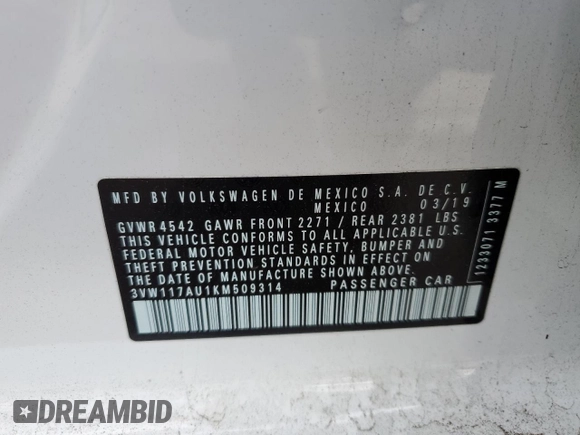 MFD BY VOLKSWAGEN DE MEXICO S.A. DE C.V.
MEXICO 03/19
GVWR 4542 GAWR FRONT 2271 / REAR 2381 LBS
THIS VEHICLE CONFORMS TO ALL APPLICABLE U.S.
FEDERAL MOTOR VEHICLE SAFETY, BUMPER AND
THEFT PREVENTION STANDARDS IN EFFECT ON
THE DATE OF MANUFACTURE SHOWN ABOVE.
3VW117AU1KM509314 PASSENGER CAR
1233071 3377 M
DREAMBID